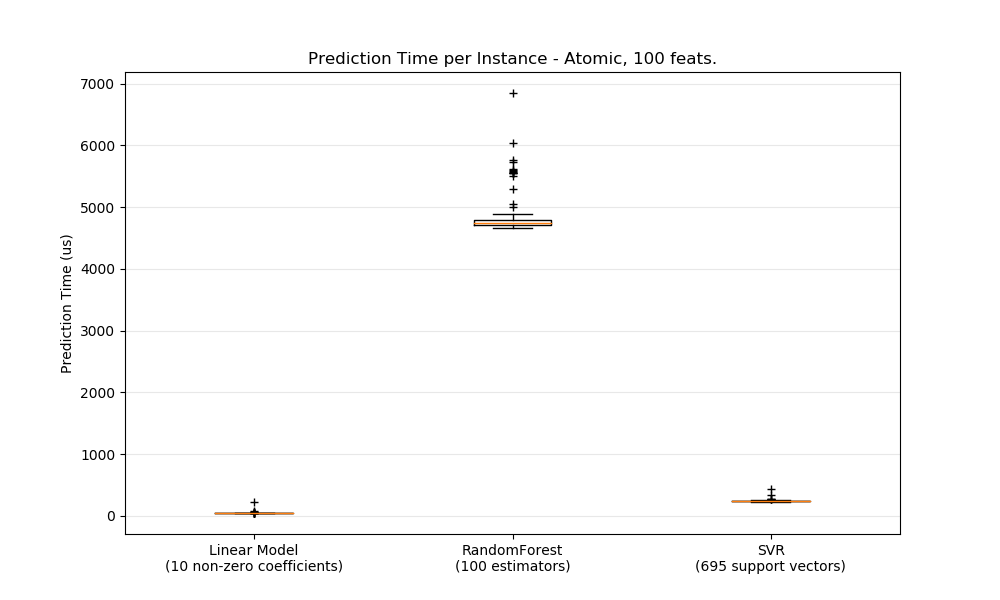 Prediction Time per Instance - Atomic, 100 feats.
7000
6000
5000
4000
3000
2000
1000
0
Prediction Time (us)
Linear Model
(10 non-zero coefficients)
RandomForest
(100 estimators)
SVR
(695 support vectors)